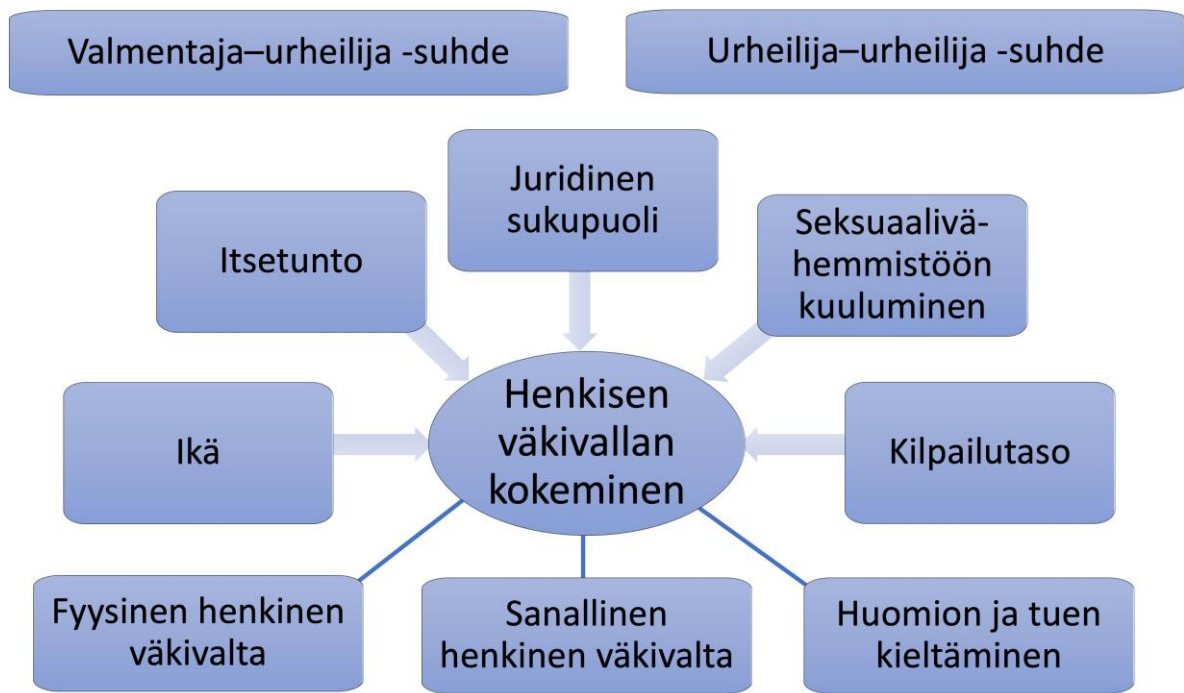 Valmentaja–urheilija -suhde
Urheilija–urheilija -suhde
Juridinen
sukupuoli
Itsetunto
Seksuaalivä-
hemmistöön
kuuluminen
Ikä
Henkisen
väkivallan
kokeminen
Kilpailutaso
Fyysinen henkinen
väkivalta
Sanallinen
henkinen väkivalta
Huomion ja tuen
kieltäminen